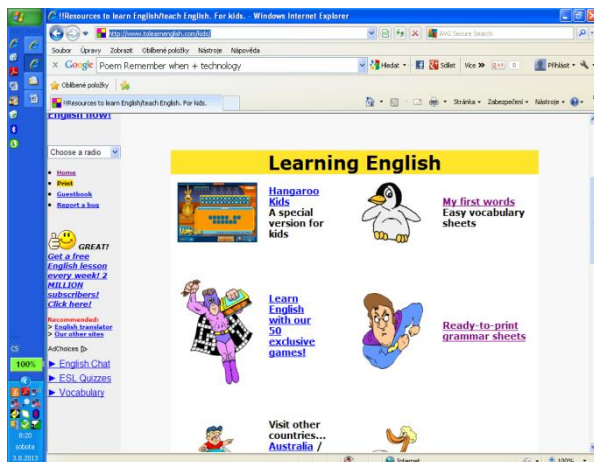 !!Resources to learn English/teach English. For kids. - Windows Internet Explorer
http://www.tolearnenglish.com/kids/
AVG Secure Search
Soubor Úpravy Zobrazit Oblíbené položky Nástroje Nápověda
Google Poem Remember when + technology Hledat Sdílet Více >> Přihlásit
Oblíbené položky
!!Resources to learn English/teach English. For kids.
Stránka Zabezpečení Nástroje
English now!
Choose a radio
Home
Print
Guestbook
Report a bug
GREAT!
Get a free
English lesson
every week! 2
MILLION
subscribers!
Click here!
Recommended:
> English translator
> Our other sites
AdChoices
► English Chat
► ESL Quizzes
► Vocabulary
Learning English
Hangaroo
Kids
A special
version for
kids
My first words
Easy vocabulary
sheets
Learn
English
with our
50
exclusive
games!
Ready-to-print
grammar sheets
Visit other
countries...
Australia /
Internet
100%
CS
100%
8:20
sobota
3.8.2013